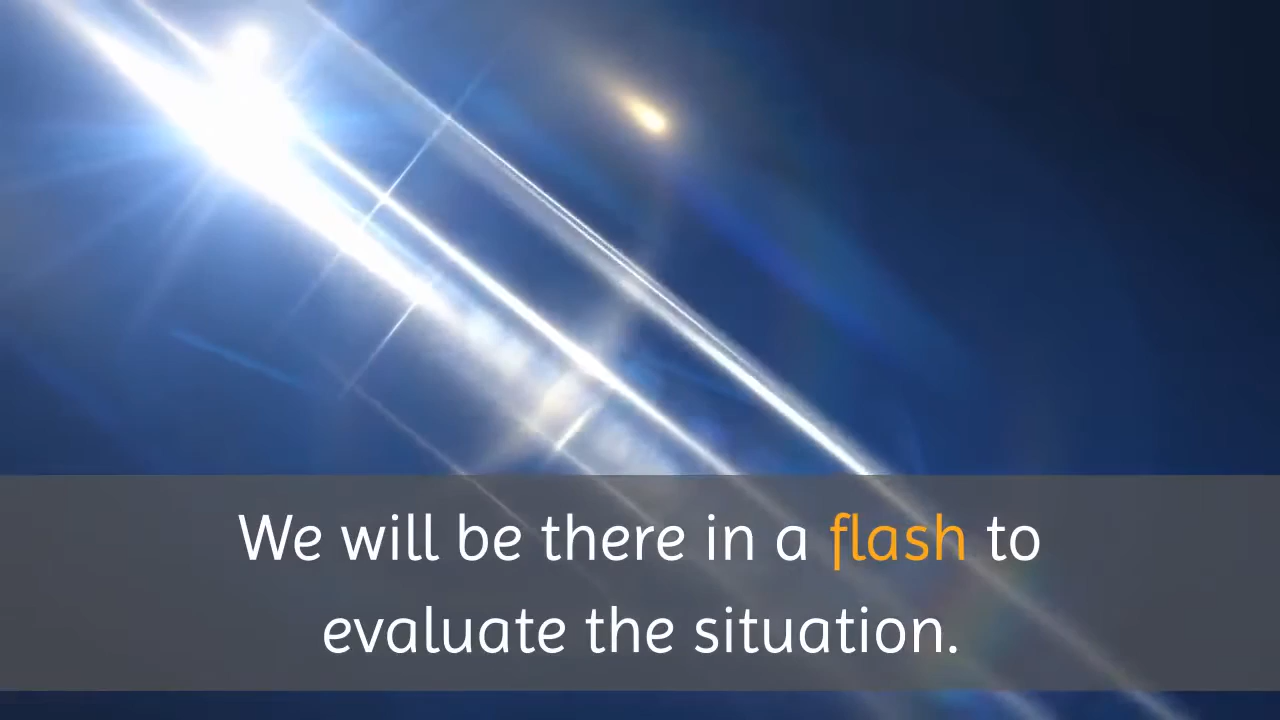 We will be there in a flash to
evaluate the situation.